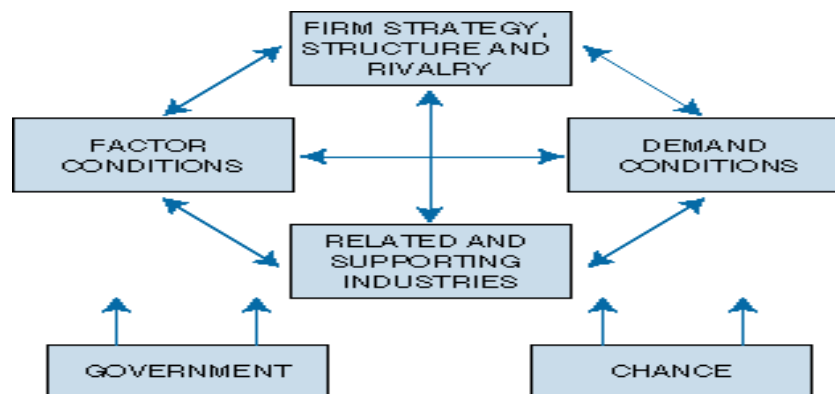 FIRM STRATEGY,
STRUCTURE AND
RIVALRY
FACTOR
CONDITIONS
DEMAND
CONDITIONS
RELATED AND
SUPPORTING
INDUSTRIES
GOVERNMENT
CHANCE